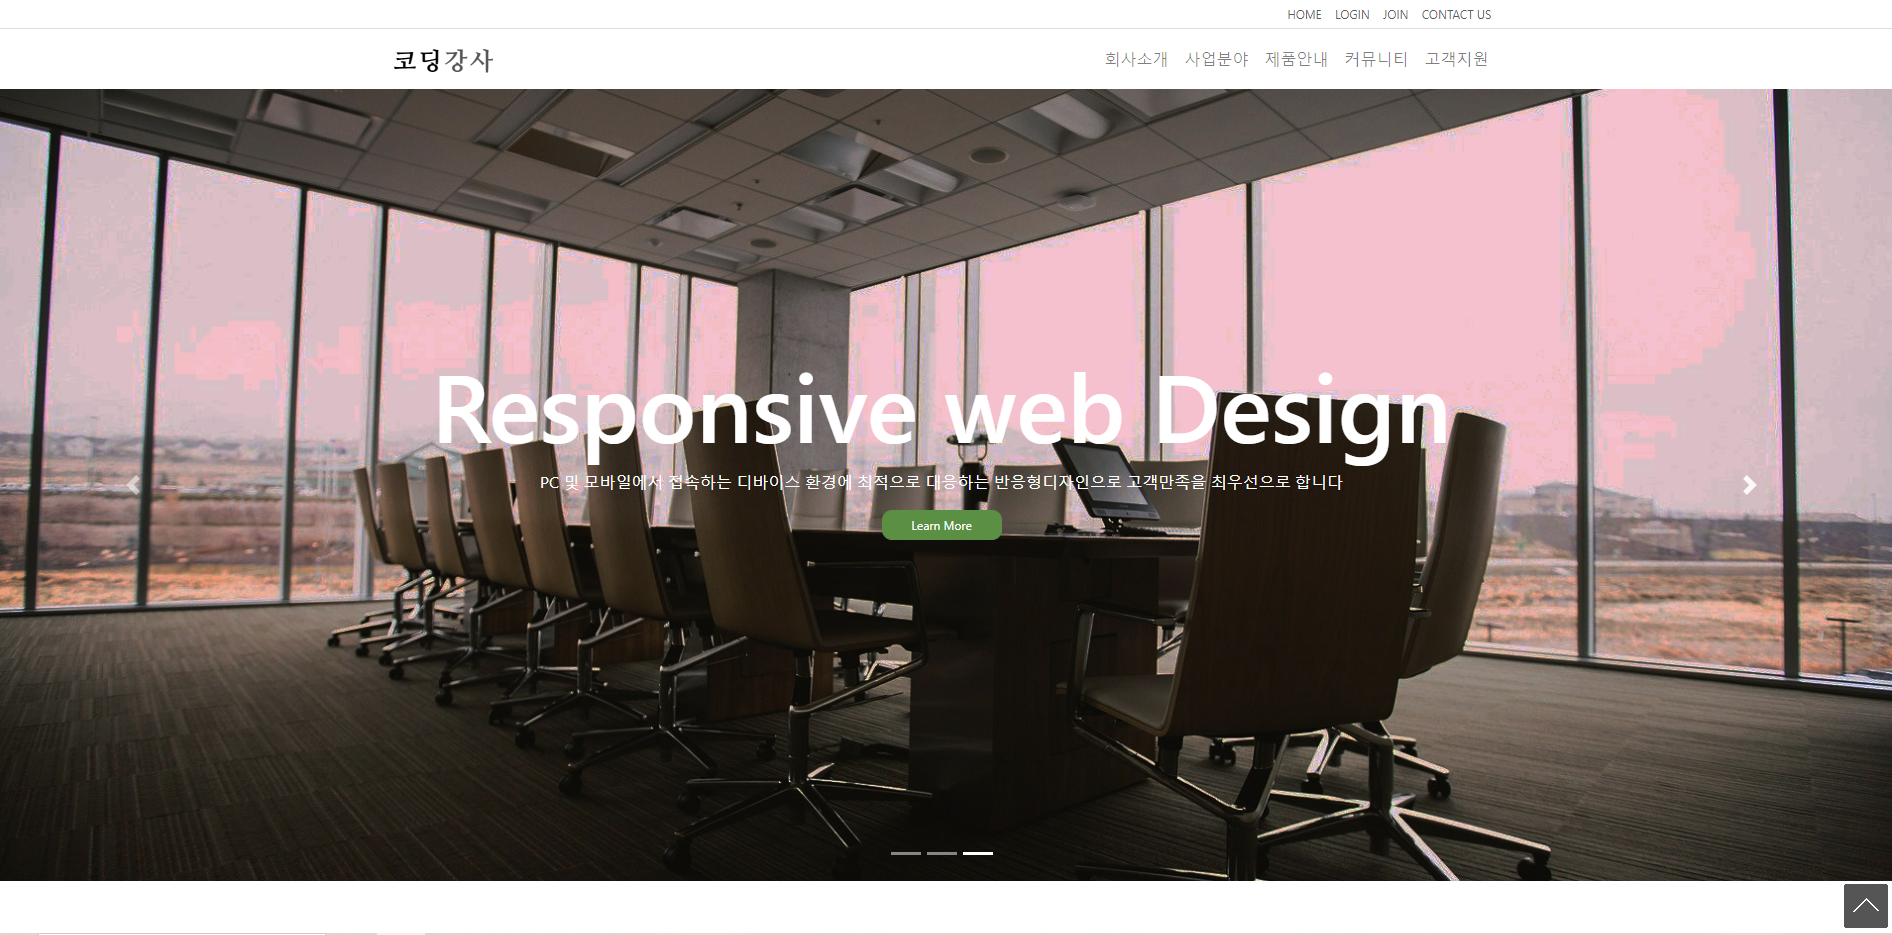 HOME LOGIN JOIN CONTACT US
코딩강사
회사소개 사업분야 제품안내 커뮤니티 고객지원
Responsive web Design
PC 및 모바일에서 접속하는 디바이스 환경에 최적으로 대응하는 반응형디자인으로 고객만족을 최우선으로 합니다
Learn More